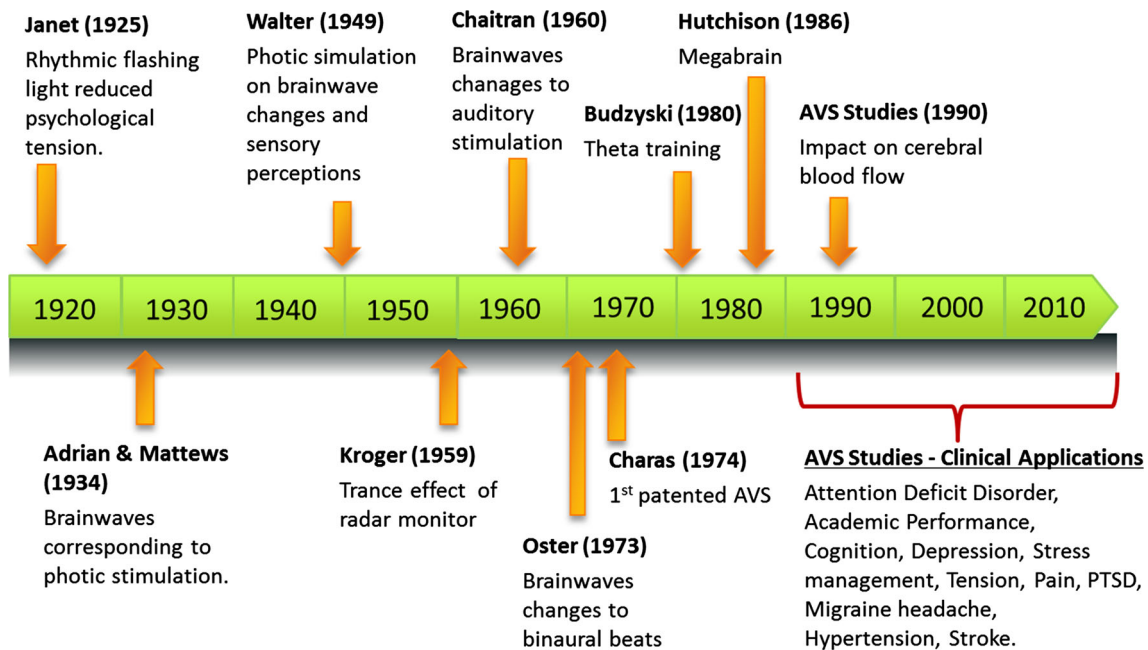 Janet (1925)
Rhythmic flashing
light reduced
psychological
tension.
Walter (1949)
Photic simulation
on brainwave
changes and
sensory
perceptions
Chaitran (1960)
Brainwaves
chanages to
auditory
stimulation
Budzyski (1980)
Theta training
Hutchison (1986)
Megabrain
AVS Studies (1990)
Impact on cerebral
blood flow
1920 1930 1940 1950 1960 1970 1980 1990 2000 2010
Adrian & Mattews
(1934)
Brainwaves
corresponding to
photic stimulation.
Kroger (1959)
Trance effect of
radar monitor
Oster (1973)
Brainwaves
changes to
binaural beats
Charas (1974)
1st patented AVS
AVS Studies - Clinical Applications
Attention Deficit Disorder,
Academic Performance,
Cognition, Depression, Stress
management, Tension, Pain, PTSD,
Migraine headache,
Hypertension, Stroke.